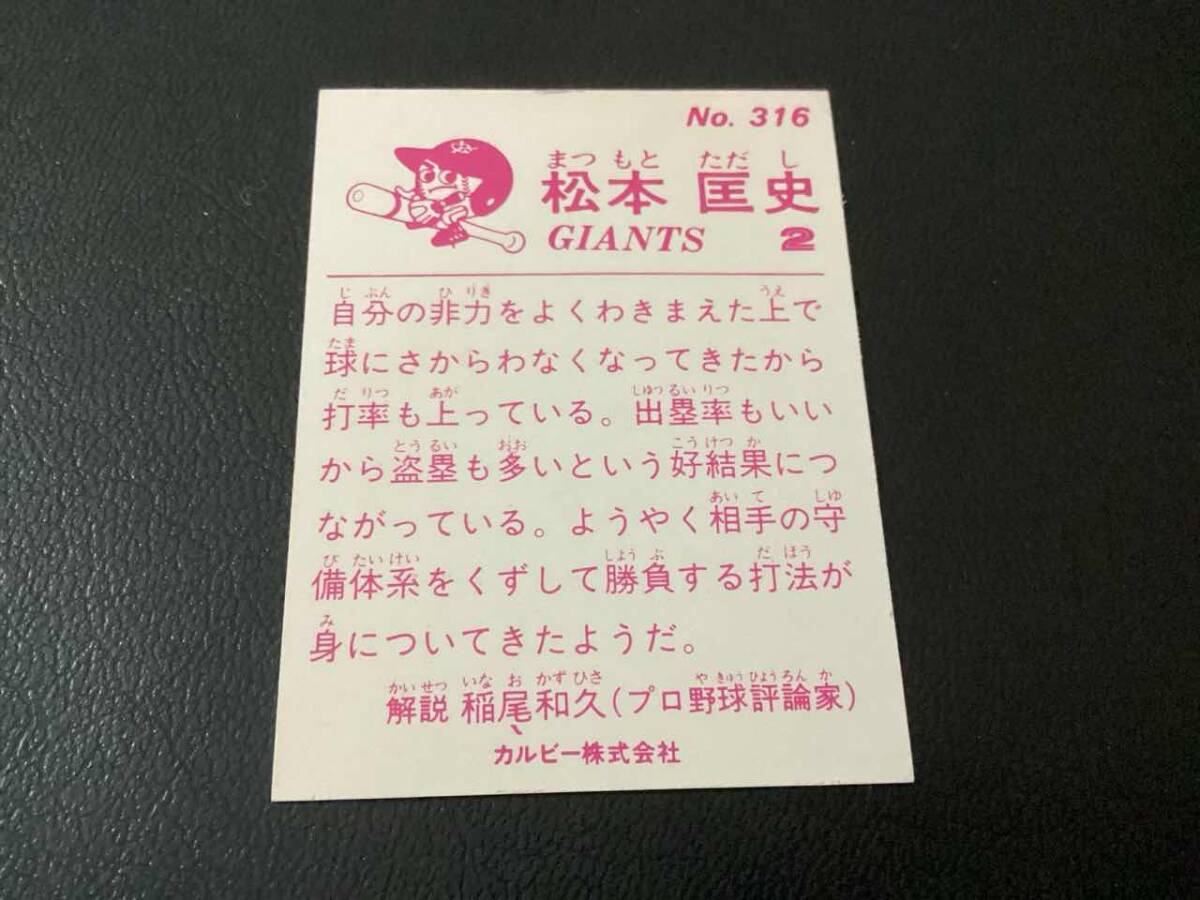 No. 316
まつ もと ただ し
松本 匡史
GIANTS 2
じ ぶん ひ りき うえ
自分の非力をよくわきまえた上で
たま
球にさからわなくなってきたから
だ りつ あが しゅつ るい りつ
打率も上っている。出塁率もいい
とう るい おお こう けつ か
から盗塁も多いという好結果につ
あい て しゆ
ながっている。ようやく相手の守
び たい けい しよう ぶ だ ほう
備体系をくずして勝負する打法が
み
身についてきたようだ。
かい せつ いな お かず ひさ や きゅう ひょう ろん か
解説 稲尾和久(プロ野球評論家)
カルビー株式会社